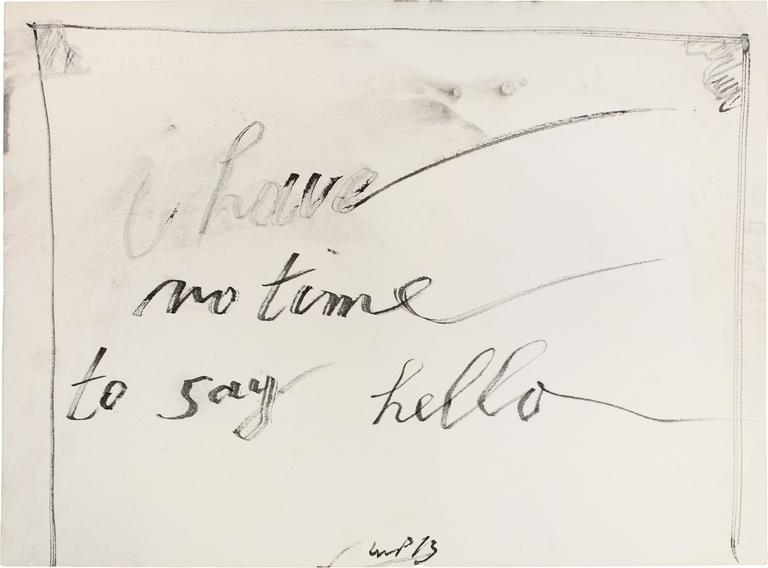 i have
no time
to say hello